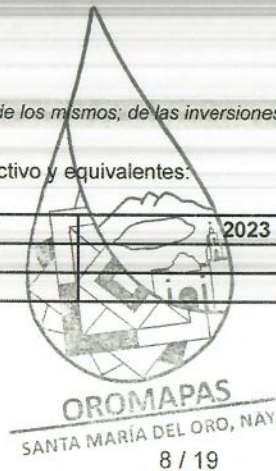 de los mismos; de las inversiones
ctivo y equivalentes:
2023
OROMAPAS
SANTA MARÍA DEL ORO, NAY
8 / 19